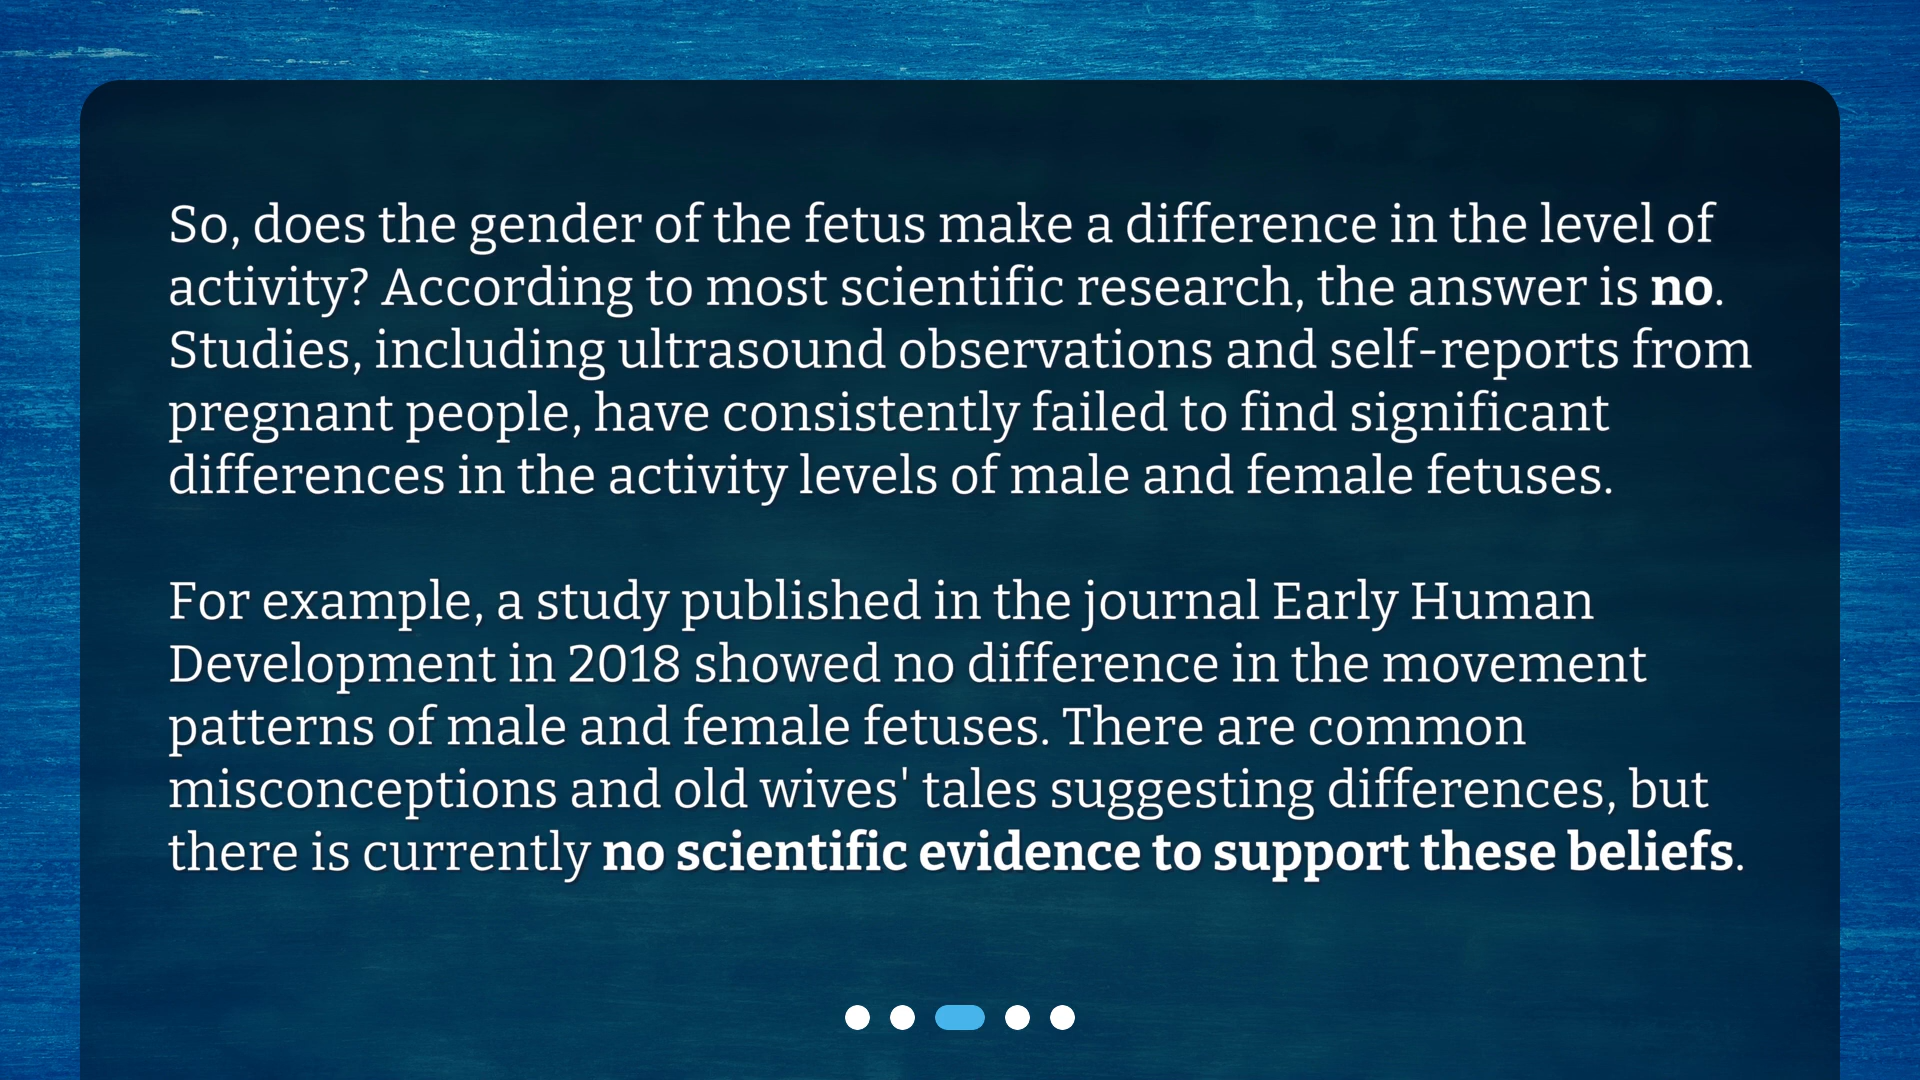 So, does the gender of the fetus make a difference in the level of
activity? According to most scientific research, the answer is no.
Studies, including ultrasound observations and self-reports from
pregnant people, have consistently failed to find significant
differences in the activity levels of male and female fetuses.
For example, a study published in the journal Early Human
Development in 2018 showed no difference in the movement
patterns of male and female fetuses. There are common
misconceptions and old wives' tales suggesting differences, but
there is currently no scientific evidence to support these beliefs.